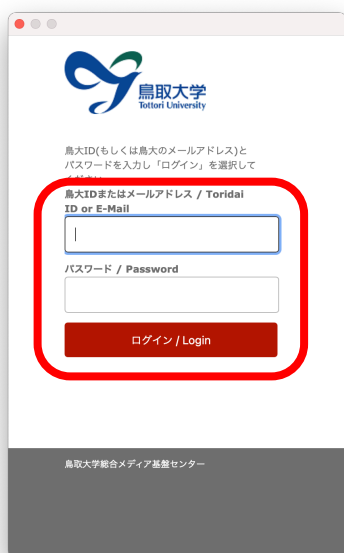 鳥取大学
Tottori University
鳥大ID(もしくは鳥大のメールアドレス)と
パスワードを入力し「ログイン」を選択して
鳥大IDまたはメールアドレス / Toridai
ID or E-Mail
パスワード / Password
ログイン / Login
鳥取大学総合メディア基盤センター